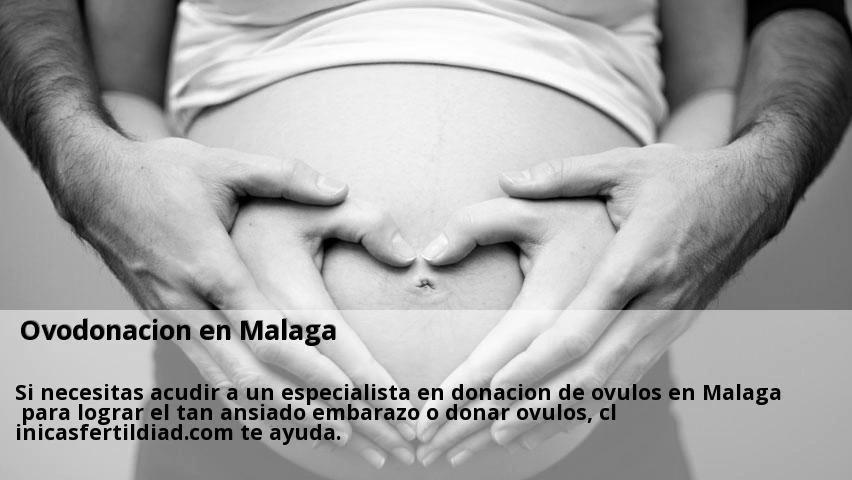 Ovodonacion en Malaga
Si necesitas acudir a un especialista en donacion de ovulos en Malaga
para lograr el tan ansiado embarazo o donar ovulos, cl
inicasfertildiad.com te ayuda.